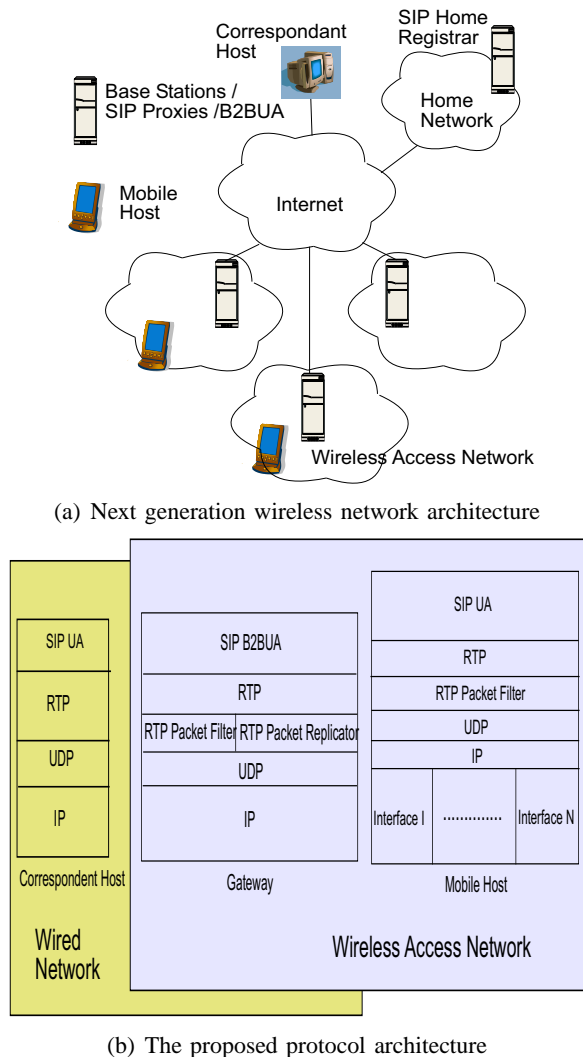 Correspondant
Host
SIP Home
Registrar
Base Stations /
SIP Proxies /B2BUA
Home
Network
Mobile
Host
Internet
Wireless Access Network
(a) Next generation wireless network architecture
SIP UA
RTP
UDP
IP
Correspondent Host
Wired
Network
SIP B2BUA
RTP
RTP Packet Filter
RTP Packet Replicator
UDP
IP
Gateway
SIP UA
RTP
RTP Packet Filter
UDP
IP
Interface I
..............
Interface N
Mobile Host
Wireless Access Network
(b) The proposed protocol architecture